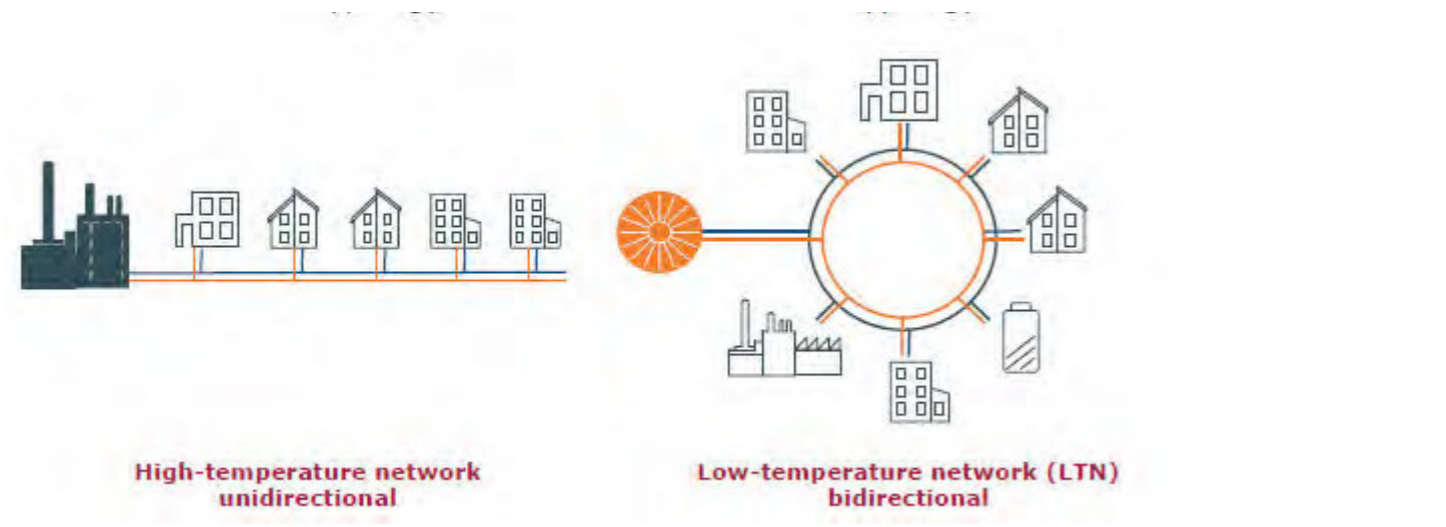 High-temperature network
unidirectional
Low-temperature network (LTN)
bidirectional